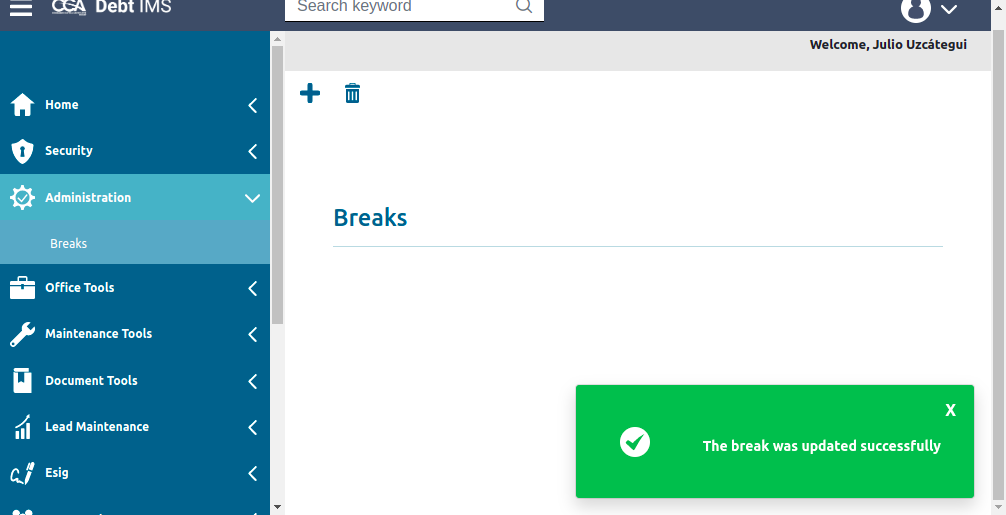 CCA Debt IMS
Search keyword
Welcome, Julio Uzcátegui
Home
Security
Administration
Breaks
Office Tools
Maintenance Tools
Document Tools
Lead Maintenance
Esig
Breaks
X
The break was updated successfully